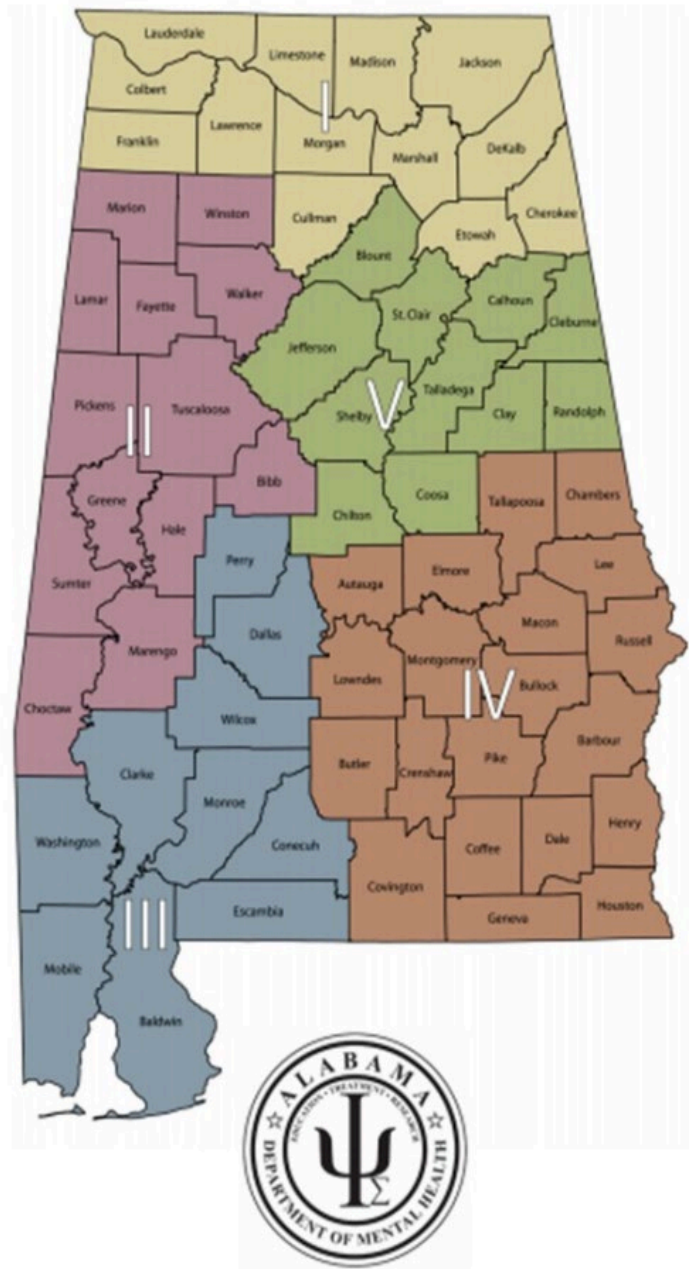 Lauderdale
Limestone
Madison
Jackson
Colbert
Franklin
Lawrence
I
Morgan
Marshall
DeKalb
Cherokee
Cullman
Etowah
Marion
Winston
Blount
Lamar
Fayette
Walker
Jefferson
St. Clair
Calhoun
Cleburne
Pickens
II
Tuscaloosa
Shelby
V
Talladega
Clay
Randolph
Bibb
Greene
Hale
Chilton
Coosa
Tallapoosa
Chambers
Sumter
Perry
Autauga
Elmore
Lee
Marengo
Dallas
Macon
Russell
Choctaw
Lowndes
Montgomery
IV
Bullock
Wilcox
Clarke
Butler
Crenshaw
Pike
Barbour
Monroe
Washington
Conecuh
Coffee
Dale
Henry
Covington
Escambia
Geneva
Houston
III
Mobile
Baldwin
ALABAMA
EDUCATION • TREATMENT • RESEARCH
ψ
Σ
DEPARTMENT OF MENTAL HEALTH